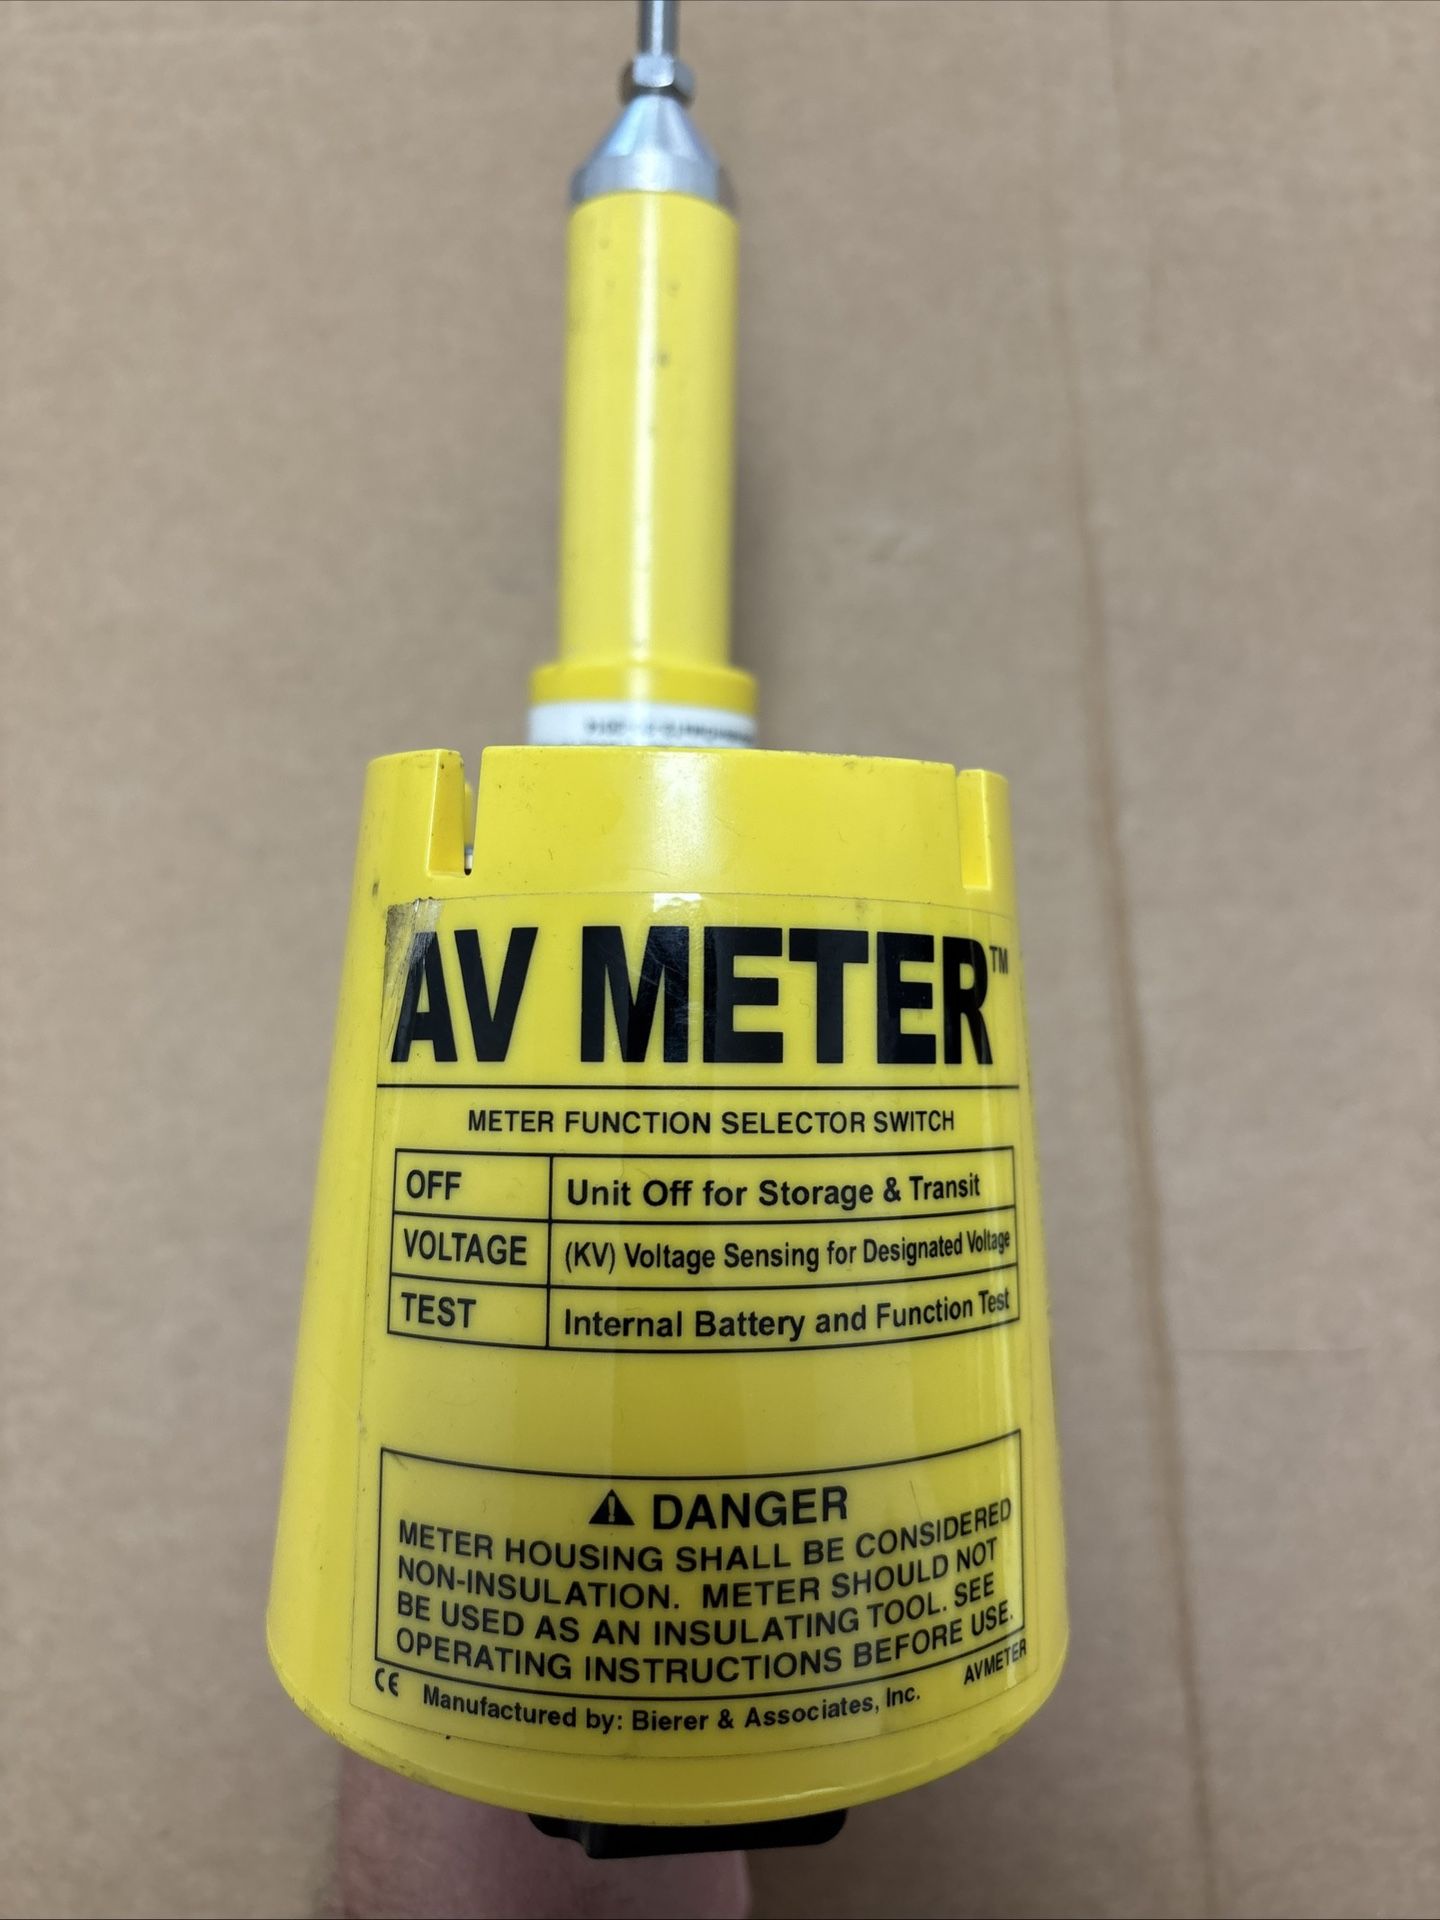 AV METER™
METER FUNCTION SELECTOR SWITCH
OFF Unit Off for Storage & Transit
VOLTAGE (KV) Voltage Sensing for Designated Voltage
TEST Internal Battery and Function Test
⚠ DANGER
METER HOUSING SHALL BE CONSIDERED
NON-INSULATION. METER SHOULD NOT
BE USED AS AN INSULATING TOOL. SEE
OPERATING INSTRUCTIONS BEFORE USE.
CE Manufactured by: Bierer & Associates, Inc. AVMETER